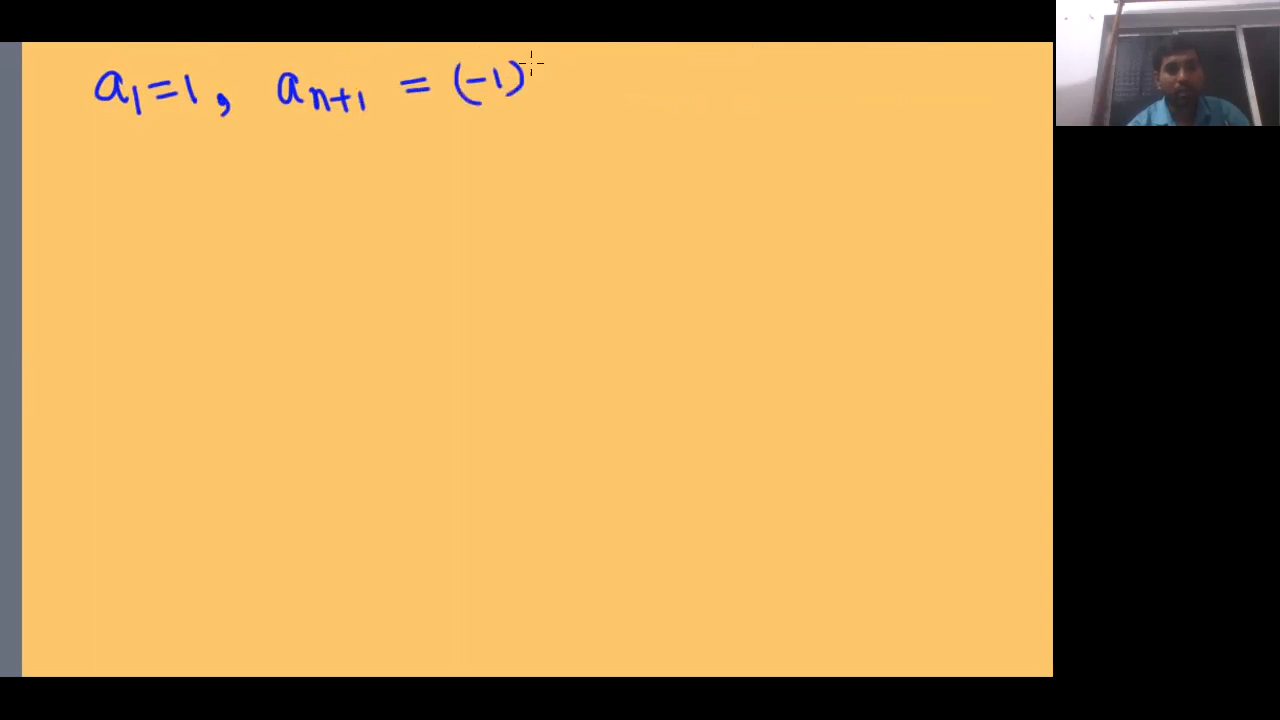 a₁=1, aₙ₊₁ = (-1)